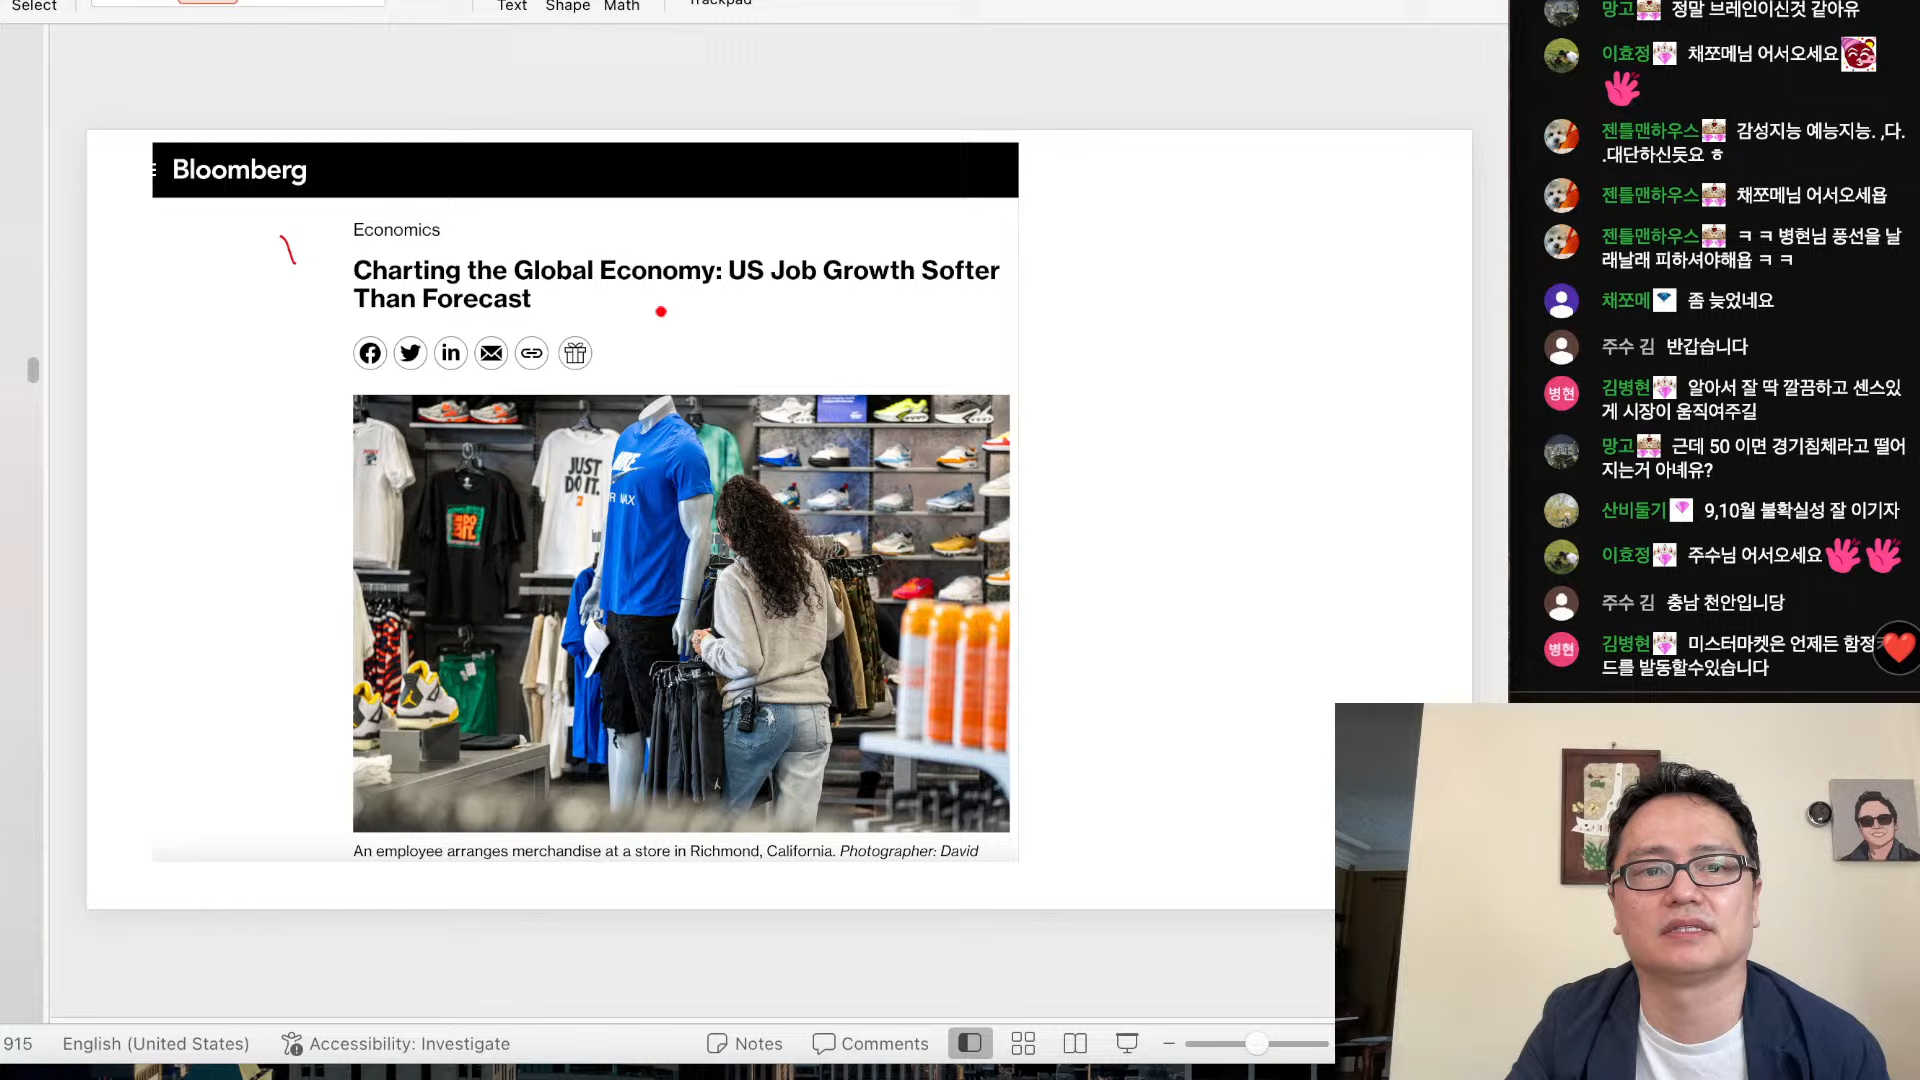 Select
Text Shape Math
Trackpad
Bloomberg
Economics
Charting the Global Economy: US Job Growth Softer
Than Forecast
JUST
DO IT.
AIR MAX
An employee arranges merchandise at a store in Richmond, California. Photographer: David
915 English (United States) Accessibility: Investigate Notes Comments
망고 정말 브레인이신것 같아유
이효정 채쪼메님 어서오세요
젠틀맨하우스 감성지능 예능지능. ,다.
.대단하신듯요 ㅎ
젠틀맨하우스 채쪼메님 어서오세욥
젠틀맨하우스 ㅋ ㅋ 병현님 풍선을 날
래날래 피하셔야해욥 ㅋ ㅋ
채쪼메 좀 늦었네요
주수 김 반갑습니다
병현 김병현 알아서 잘 딱 깔끔하고 센스있
게 시장이 움직여주길
망고 근데 50 이면 경기침체라고 떨어
지는거 아녜유?
산비둘기 9,10월 불확실성 잘 이기자
이효정 주수님 어서오세요
주수 김 충남 천안입니당
병현 김병현 미스터마켓은 언제든 함정카
드를 발동할수있습니다